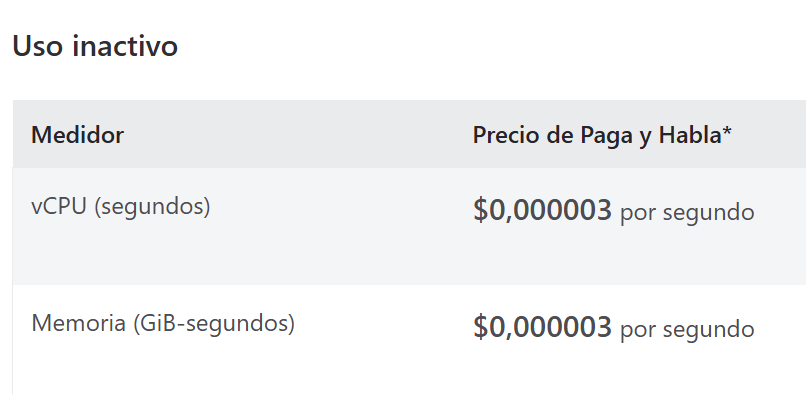 Uso inactivo
Medidor Precio de Paga y Habla*
vCPU (segundos) $0,000003 por segundo
Memoria (GiB-segundos) $0,000003 por segundo